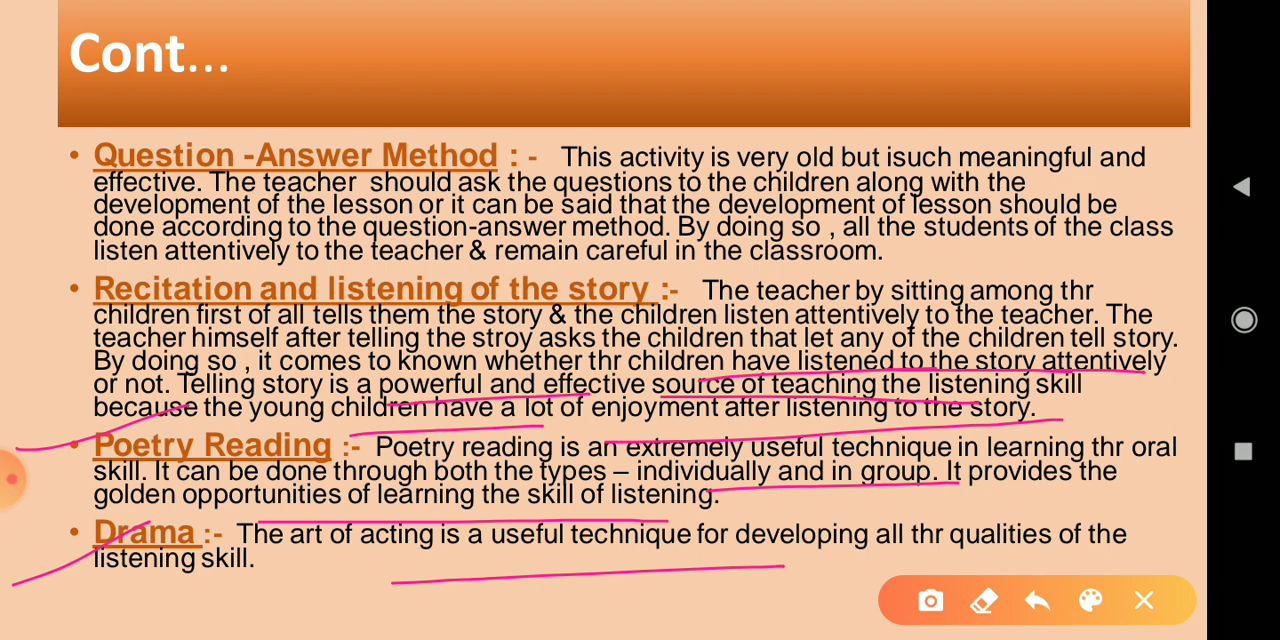 Cont...
• Question -Answer Method : - This activity is very old but isuch meaningful and
effective. The teacher should ask the questions to the children along with the
development of the lesson or it can be said that the development of lesson should be
done according to the question-answer method. By doing so , all the students of the class
listen attentively to the teacher & remain careful in the classroom.
• Recitation and listening of the story :- The teacher by sitting among thr
children first of all tells them the story & the children listen attentively to the teacher. The
teacher himself after telling the stroy asks the children that let any of the children tell story.
By doing so , it comes to known whether thr children have listened to the story attentively
or not. Telling story is a powerful and effective source of teaching the listening skill
because the young children have a lot of enjoyment after listening to the story.
• Poetry Reading :- Poetry reading is an extremely useful technique in learning thr oral
skill. It can be done through both the types – individually and in group. It provides the
golden opportunities of learning the skill of listening.
• Drama :- The art of acting is a useful technique for developing all thr qualities of the
listening skill.